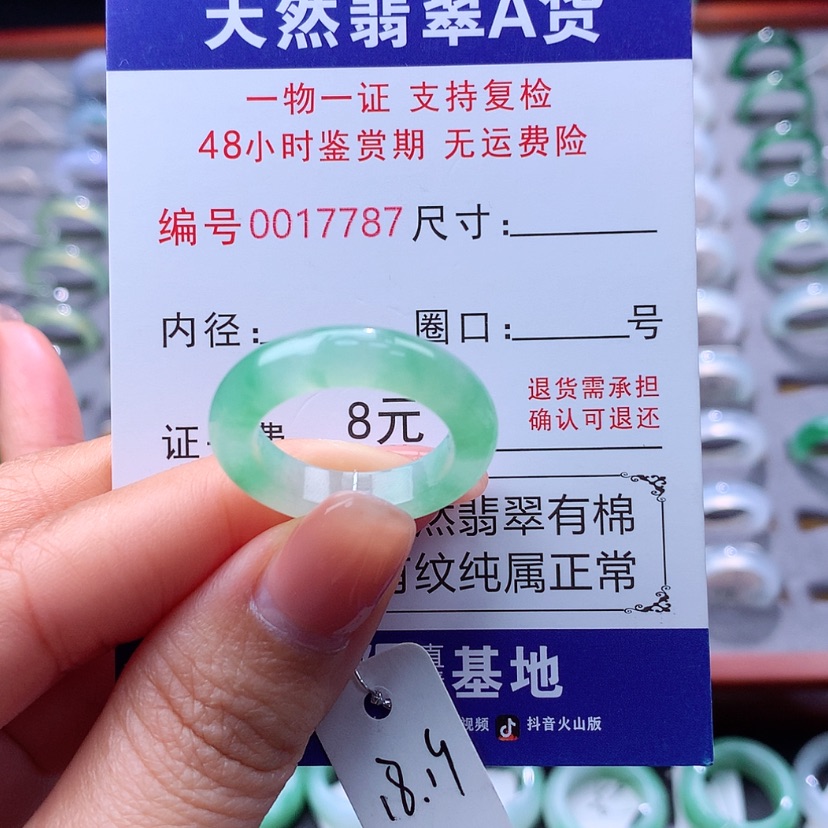 天然翡翠A货
一物一证 支持复检
48小时鉴赏期 无运费险
编号0017787 尺寸:
内径: 圈口: 号
退货需承担
确认可退还
证 费 8元
然翡翠有棉
有纹纯属正常
基地
视频 抖音火山版
18.9